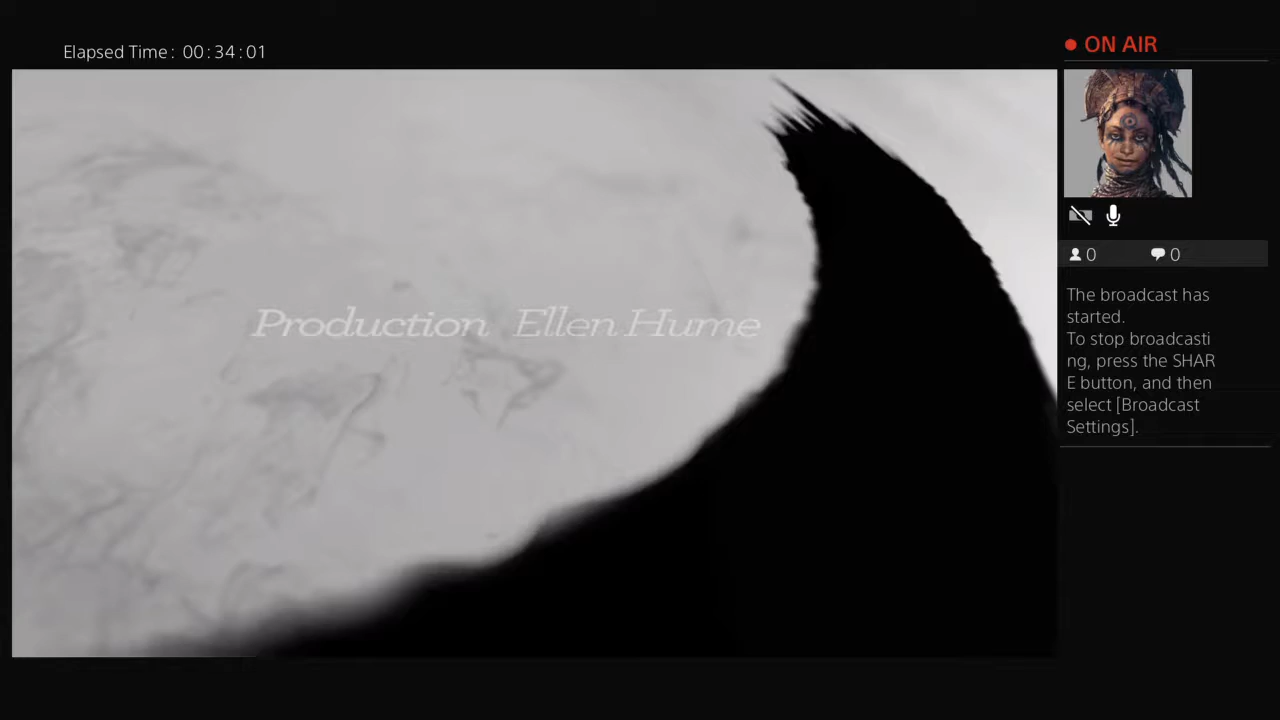 Elapsed Time: 00:34:01
ON AIR
Production Ellen Hume
0 0
The broadcast has
started.
To stop broadcasti
ng, press the SHAR
E button, and then
select [Broadcast
Settings].